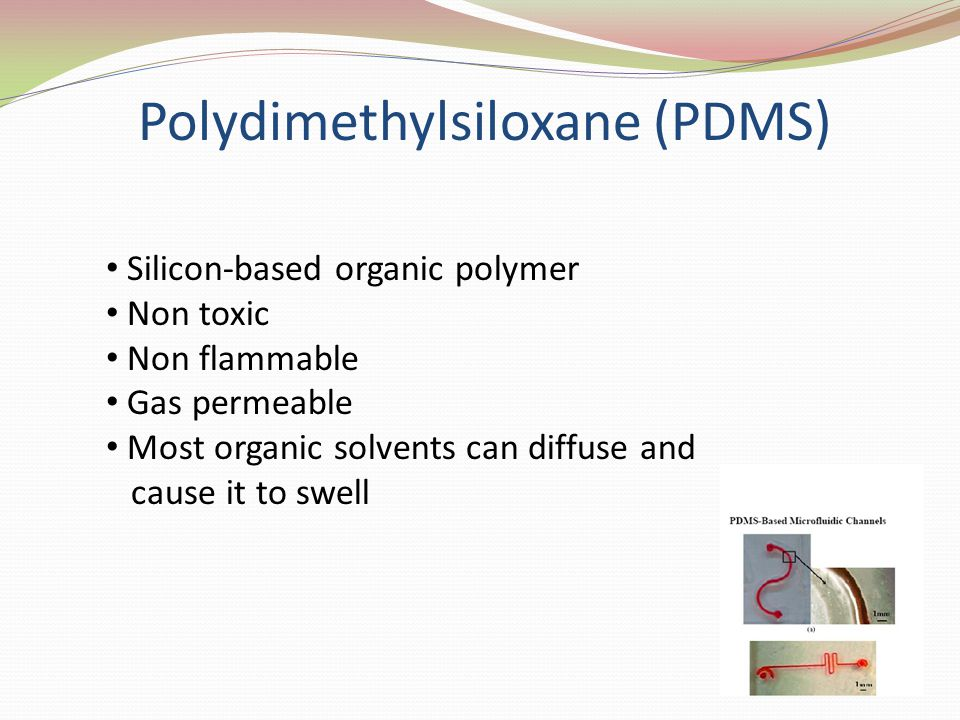 Polydimethylsiloxane (PDMS)
• Silicon-based organic polymer
• Non toxic
• Non flammable
• Gas permeable
• Most organic solvents can diffuse and
cause it to swell
PDMS-Based Microfluidic Channels
1mm
(a)
1mm